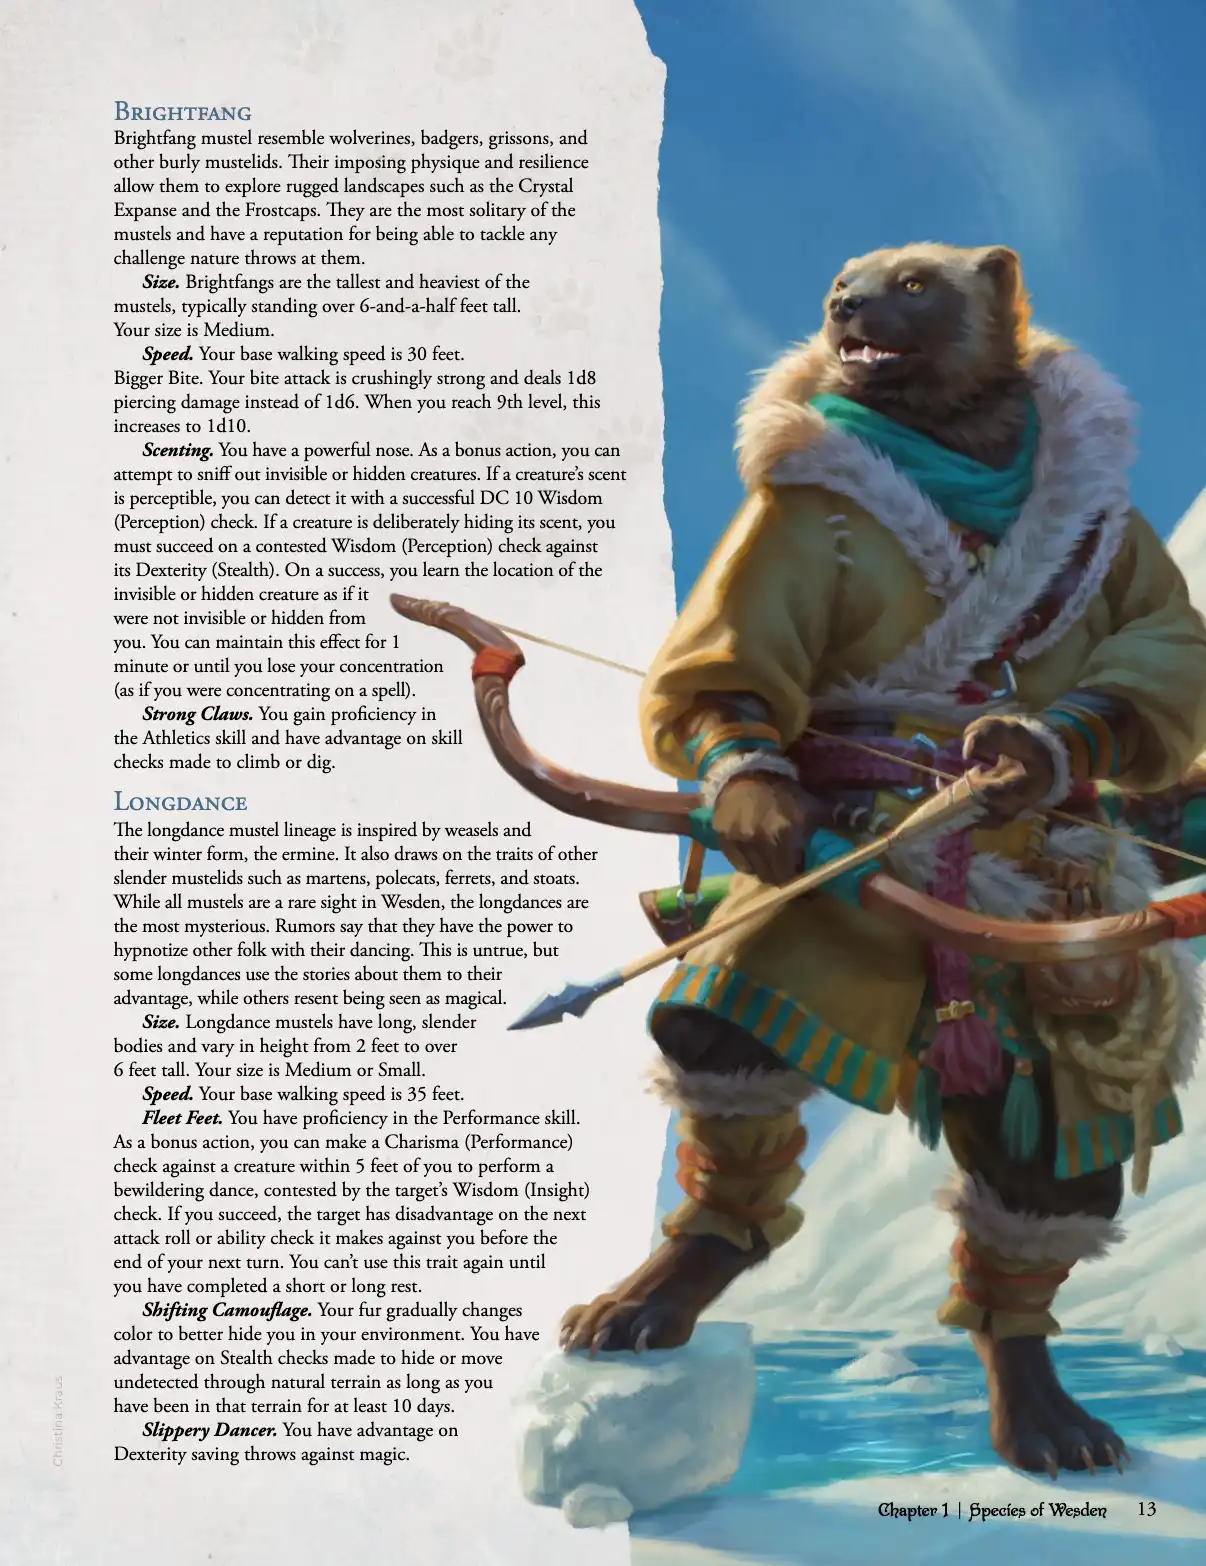 Brightfang
Brightfang mustel resemble wolverines, badgers, grissons, and
other burly mustelids. Their imposing physique and resilience
allow them to explore rugged landscapes such as the Crystal
Expanse and the Frostcaps. They are the most solitary of the
mustels and have a reputation for being able to tackle any
challenge nature throws at them.
Size. Brightfangs are the tallest and heaviest of the
mustels, typically standing over 6-and-a-half feet tall.
Your size is Medium.
Speed. Your base walking speed is 30 feet.
Bigger Bite. Your bite attack is crushingly strong and deals 1d8
piercing damage instead of 1d6. When you reach 9th level, this
increases to 1d10.
Scenting. You have a powerful nose. As a bonus action, you can
attempt to sniff out invisible or hidden creatures. If a creature’s scent
is perceptible, you can detect it with a successful DC 10 Wisdom
(Perception) check. If a creature is deliberately hiding its scent, you
must succeed on a contested Wisdom (Perception) check against
its Dexterity (Stealth). On a success, you learn the location of the
invisible or hidden creature as if it
were not invisible or hidden from
you. You can maintain this effect for 1
minute or until you lose your concentration
(as if you were concentrating on a spell).
Strong Claws. You gain proficiency in
the Athletics skill and have advantage on skill
checks made to climb or dig.
Longdance
The longdance mustel lineage is inspired by weasels and
their winter form, the ermine. It also draws on the traits of other
slender mustelids such as martens, polecats, ferrets, and stoats.
While all mustels are a rare sight in Wesden, the longdances are
the most mysterious. Rumors say that they have the power to
hypnotize other folk with their dancing. This is untrue, but
some longdances use the stories about them to their
advantage, while others resent being seen as magical.
Size. Longdance mustels have long, slender
bodies and vary in height from 2 feet to over
6 feet tall. Your size is Medium or Small.
Speed. Your base walking speed is 35 feet.
Fleet Feet. You have proficiency in the Performance skill.
As a bonus action, you can make a Charisma (Performance)
check against a creature within 5 feet of you to perform a
bewildering dance, contested by the target’s Wisdom (Insight)
check. If you succeed, the target has disadvantage on the next
attack roll or ability check it makes against you before the
end of your next turn. You can’t use this trait again until
you have completed a short or long rest.
Shifting Camouflage. Your fur gradually changes
color to better hide you in your environment. You have
advantage on Stealth checks made to hide or move
undetected through natural terrain as long as you
have been in that terrain for at least 10 days.
Slippery Dancer. You have advantage on
Dexterity saving throws against magic.
Christina Kraus
Chapter 1 | Species of Wesden 13